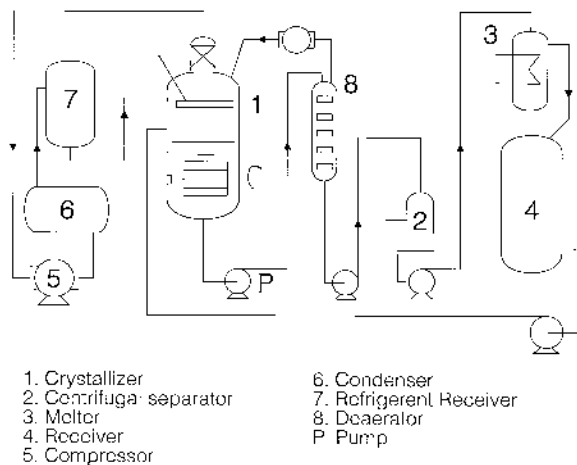 3
8
7
1
6
2
4
5
P
1. Crystallizer
2. Centrifugal separator
3. Melter
4. Receiver
5. Compressor
6. Condenser
7. Refrigerent Receiver
8. Deaerator
P. Pump